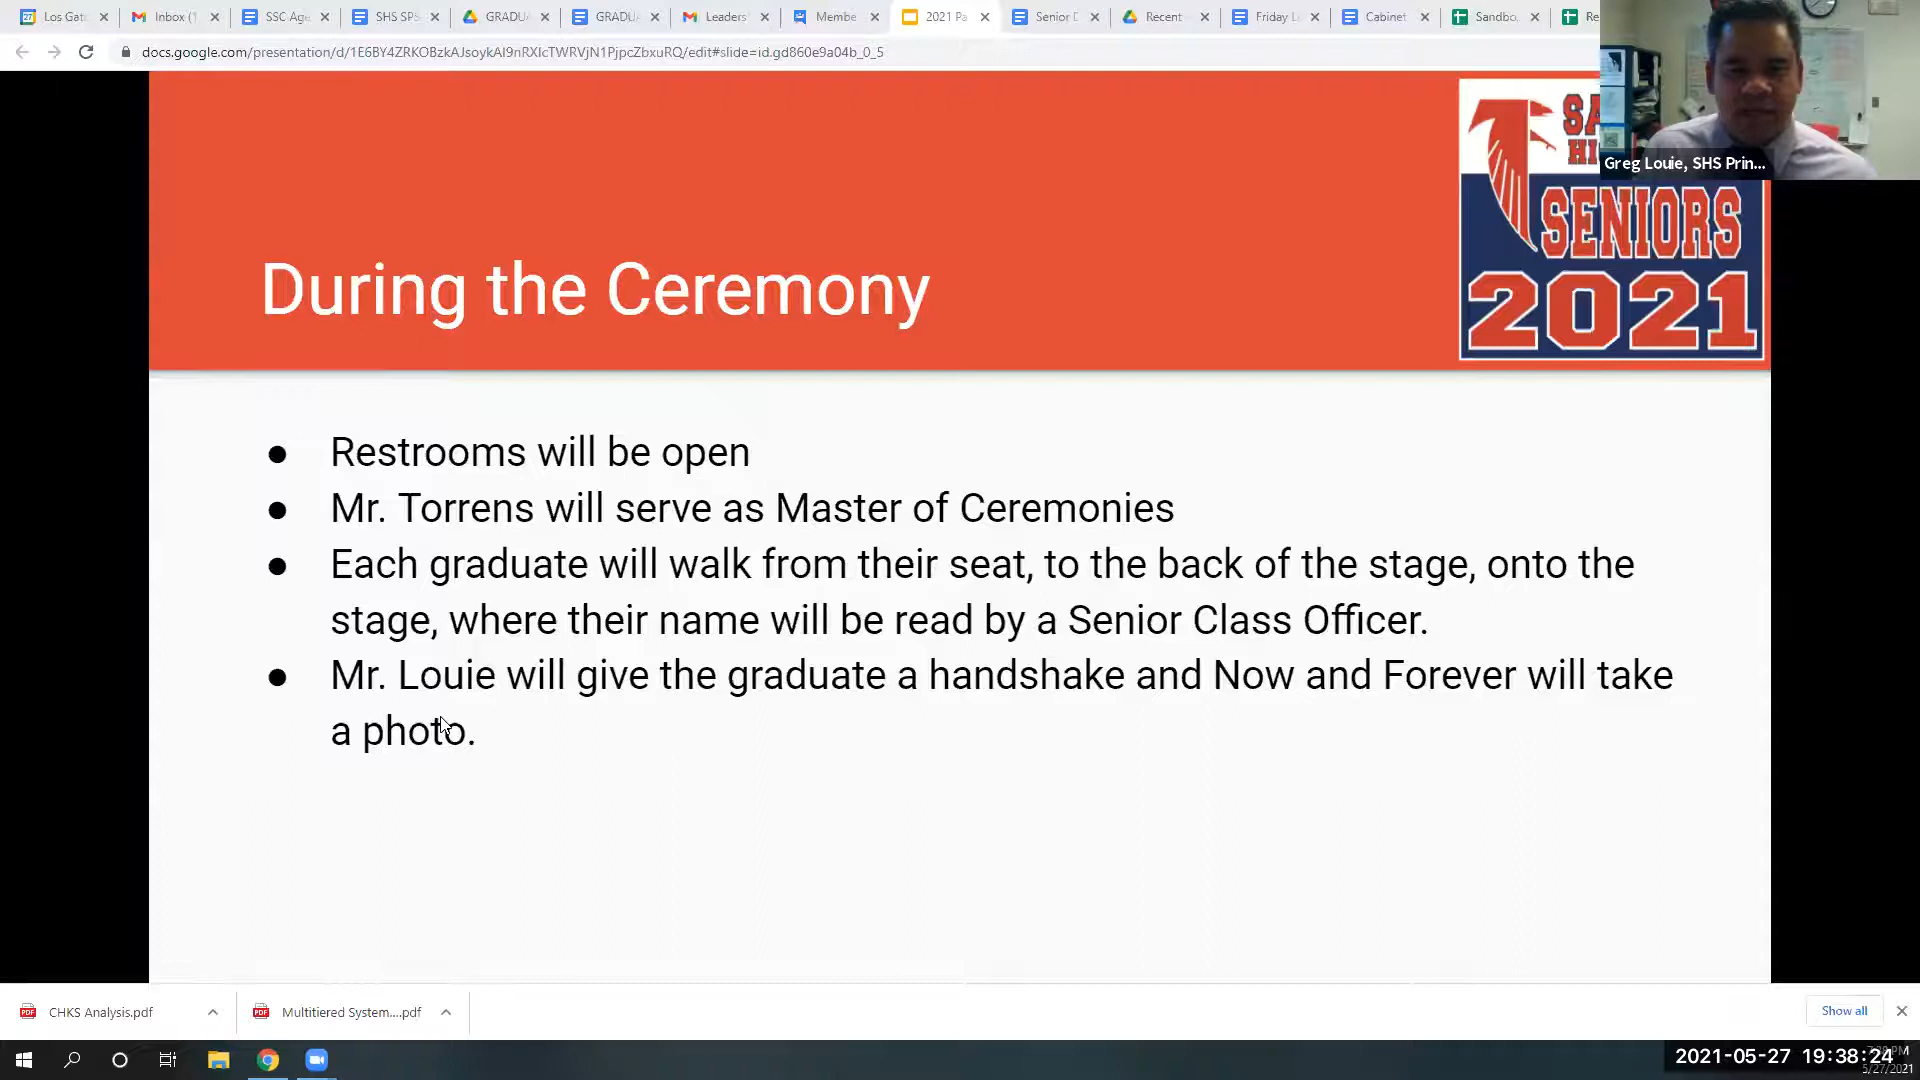 Los Gat
Inbox (1
SSC Age
SHS SPS
GRADU
GRADU
Leaders
Membe
2021 Pa
Senior D
Recent
Friday L
Cabinet
Sandbo
Re
docs.google.com/presentation/d/1E6BY4ZRKOBzkAJsoykAI9nRXIcTWRVjN1PjpcZbxuRQ/edit#slide=id.gd860e9a04b_0_5
Greg Louie, SHS Prin...
SA
HI
SENIORS
2021
During the Ceremony
● Restrooms will be open
● Mr. Torrens will serve as Master of Ceremonies
● Each graduate will walk from their seat, to the back of the stage, onto the
stage, where their name will be read by a Senior Class Officer.
● Mr. Louie will give the graduate a handshake and Now and Forever will take
a photo.
CHKS Analysis.pdf
Multitiered System....pdf
Show all
2021-05-27 19:38:24
5/27/2021